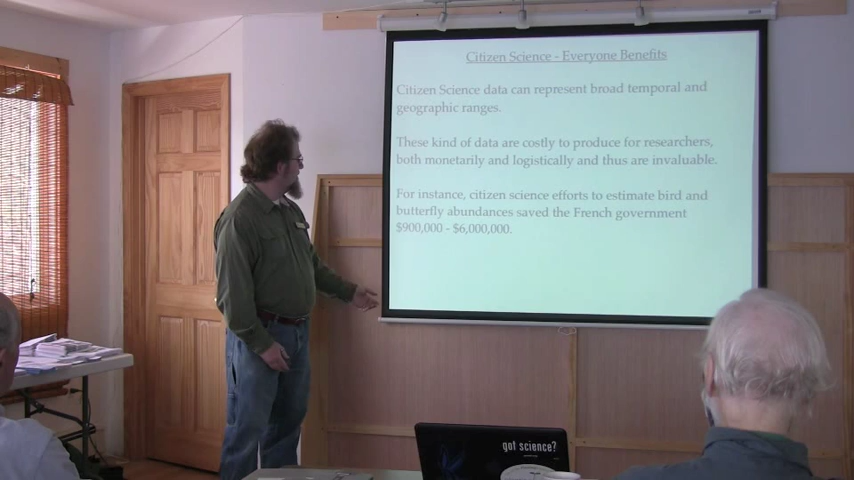 Citizen Science - Everyone Benefits
Citizen Science data can represent broad temporal and
geographic ranges.
These kind of data are costly to produce for researchers,
both monetarily and logistically and thus are invaluable.
For instance, citizen science efforts to estimate bird and
butterfly abundances saved the French government
$900,000 - $6,000,000.
got science?